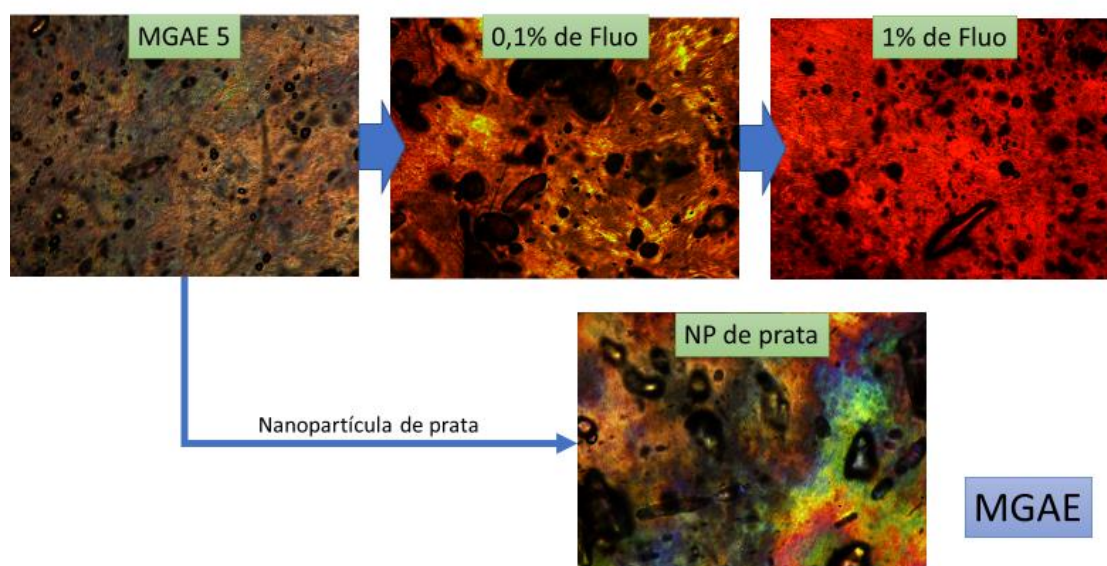 MGAE 5
0,1% de Fluo
1% de Fluo
NP de prata
Nanopartícula de prata
MGAE